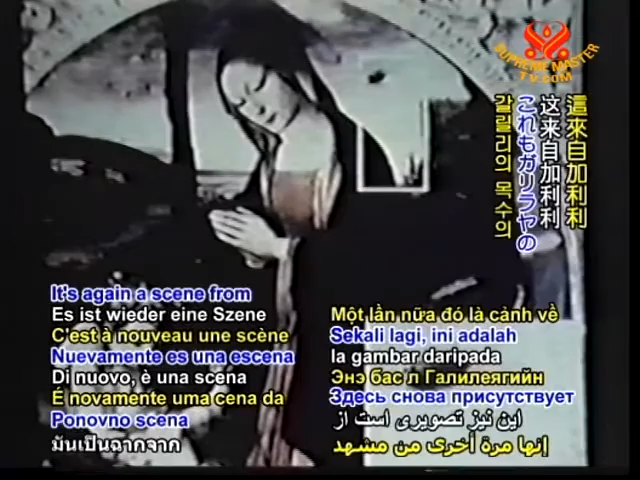 SUPREME MASTER
TV.COM
這來自加利利
这来自加利利
これもガリラヤの
갈릴리의 목수의
It's again a scene from
Es ist wieder eine Szene
C'est à nouveau une scène
Nuevamente es una escena
Di nuovo, è una scena
É novamente uma cena da
Ponovno scena
มันเป็นฉากจาก
Một lần nữa đó là cảnh về
Sekali lagi, ini adalah
la gambar daripada
Энэ бас л Галилеягийн
Здесь снова присутствует
این نیز تصویری است از
إنها مرة أخرى من مشهد